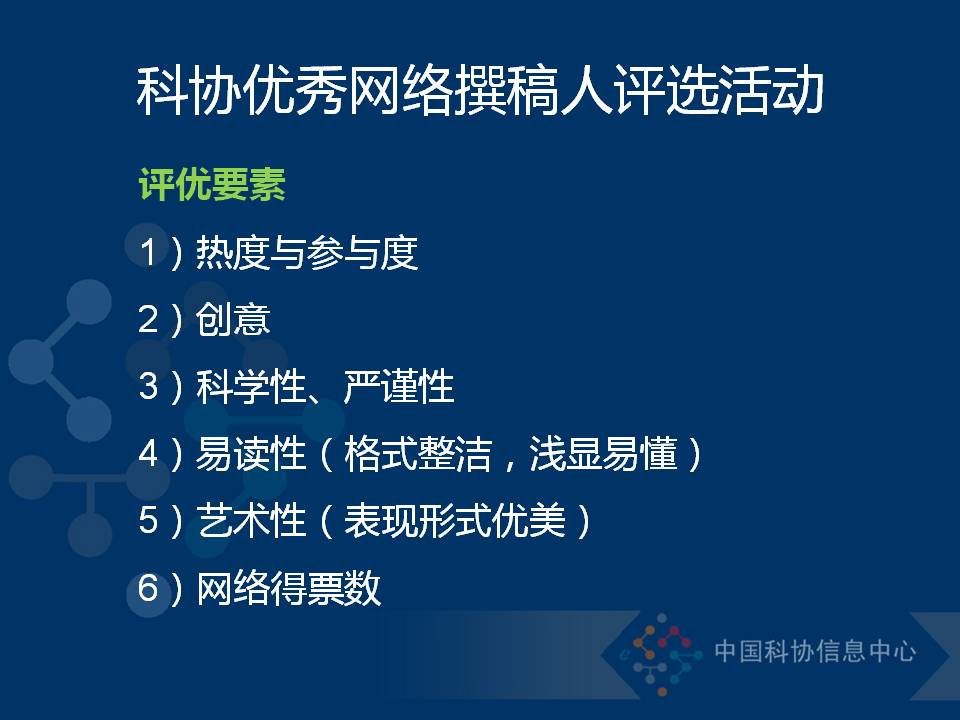 科协优秀网络撰稿人评选活动
评优要素
1）热度与参与度
2）创意
3）科学性、严谨性
4）易读性（格式整洁，浅显易懂）
5）艺术性（表现形式优美）
6）网络得票数
中国科协信息中心